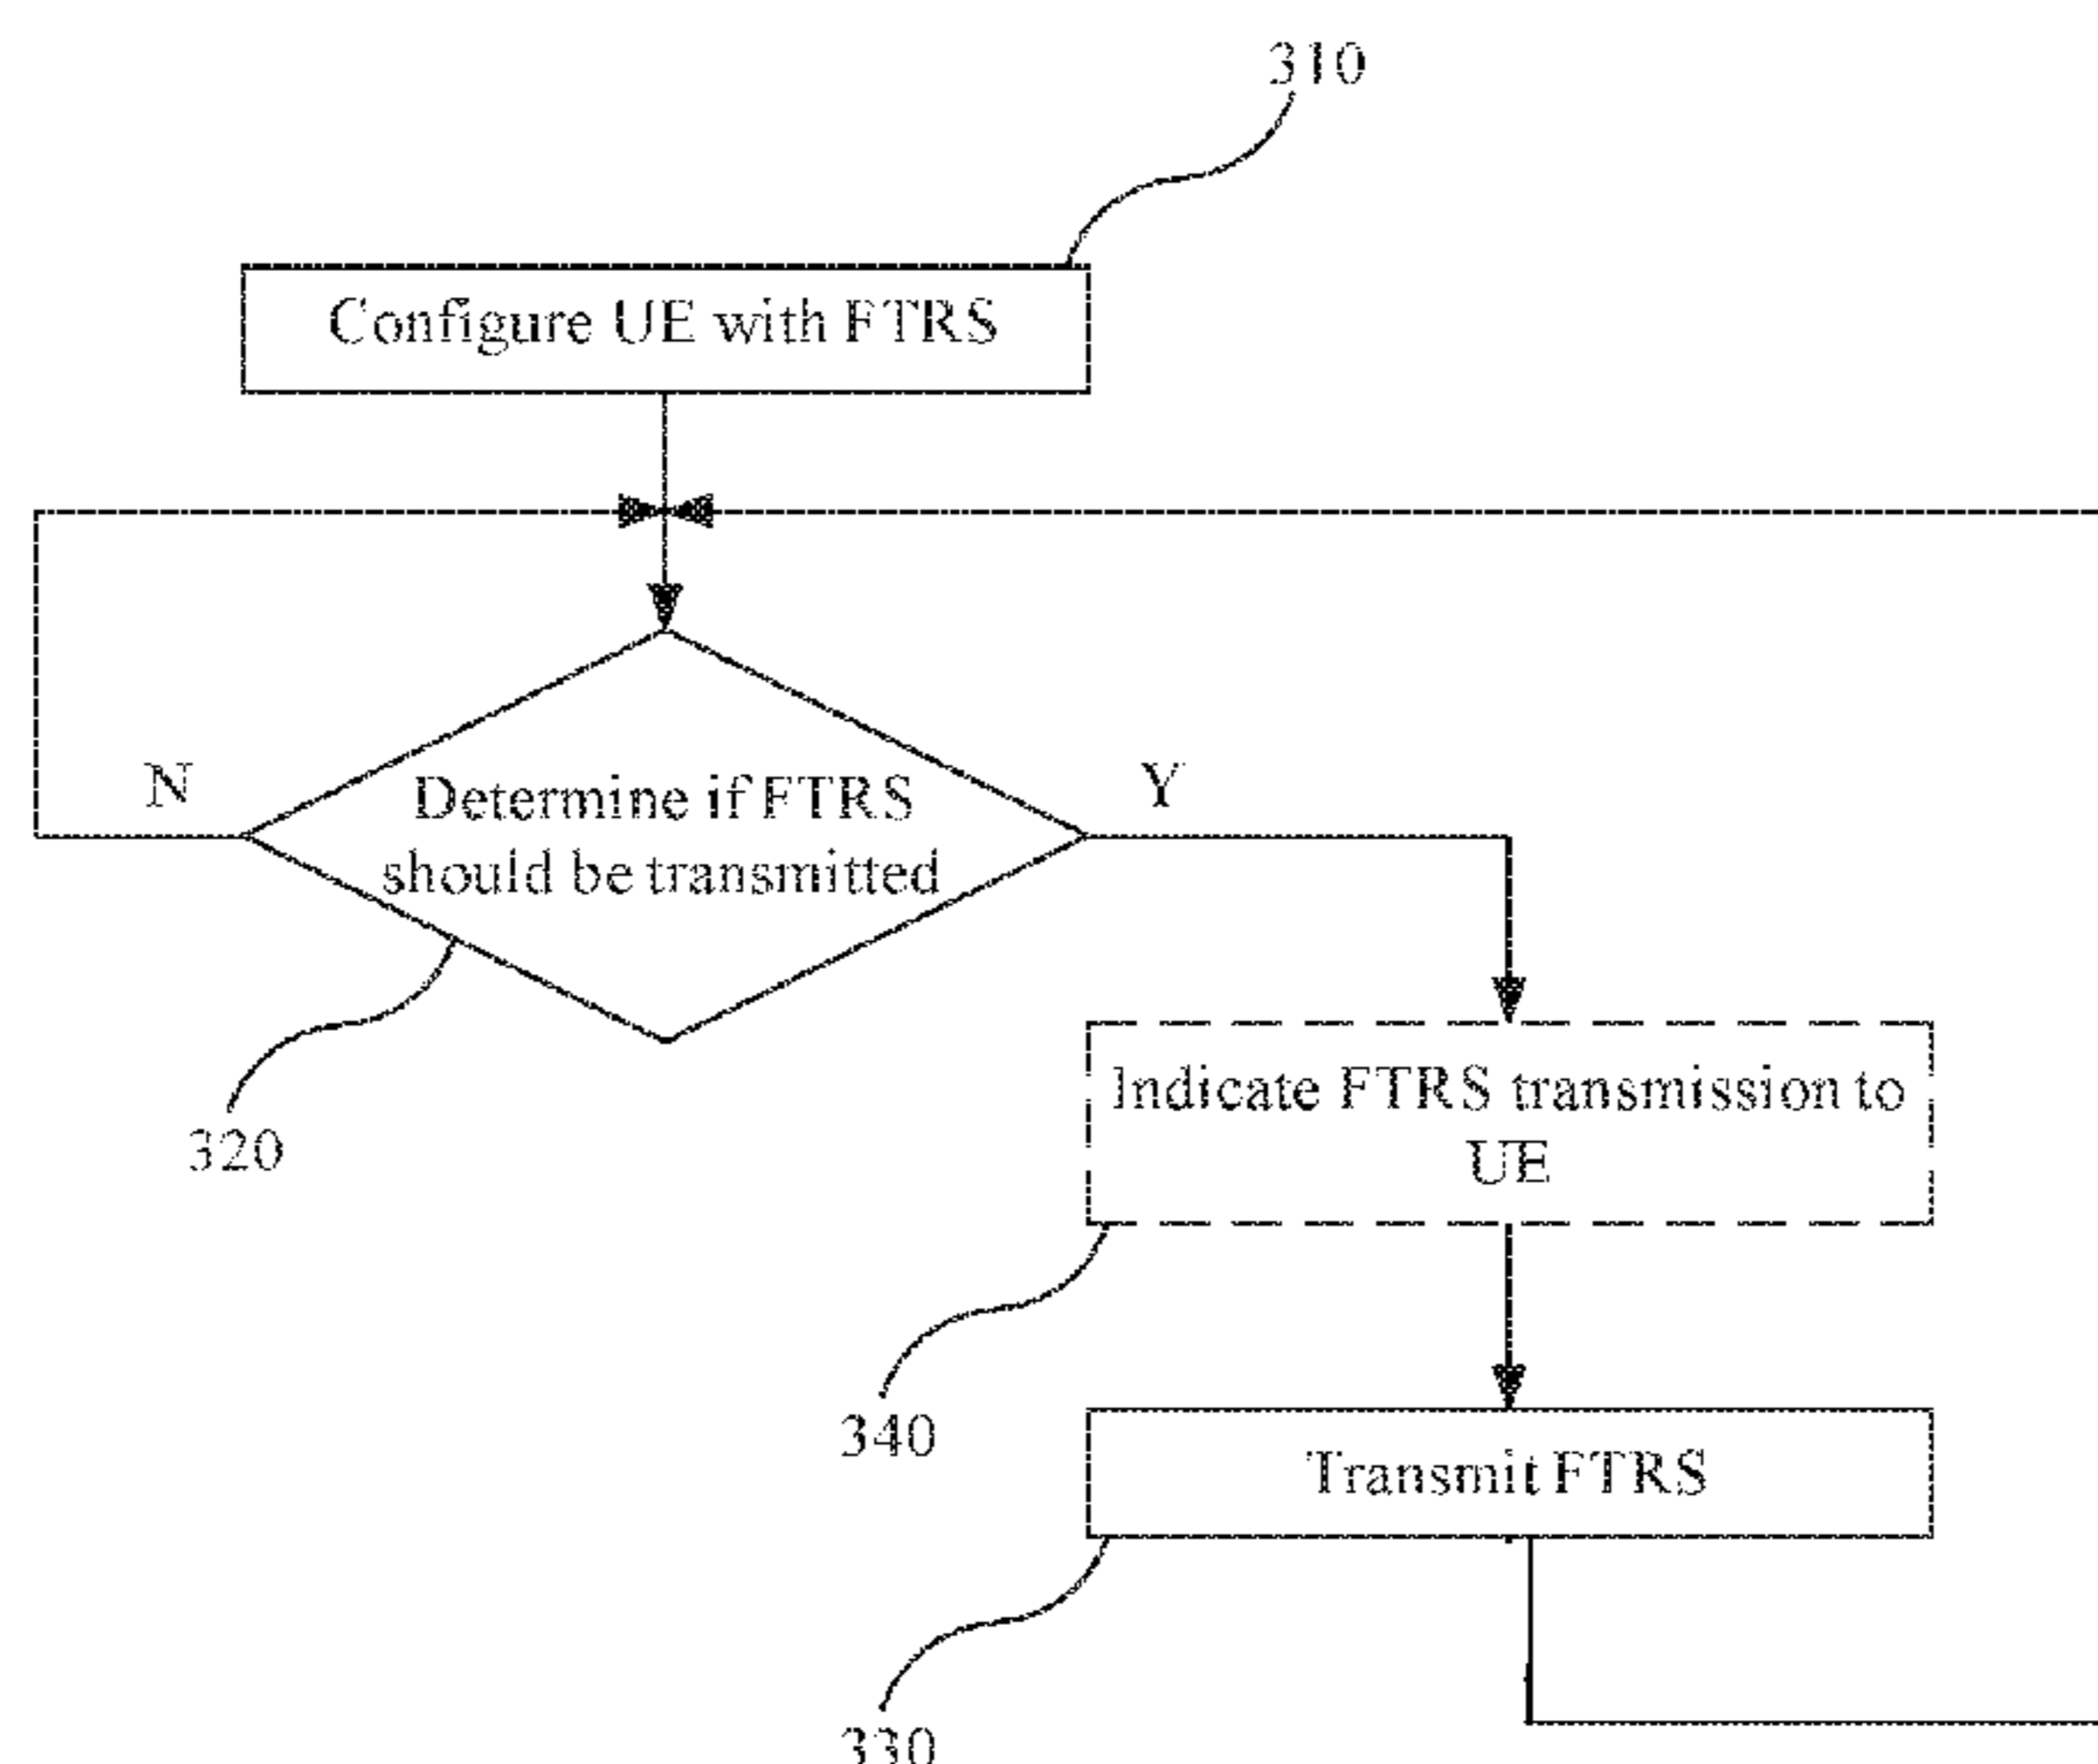 310
Configure UE with FTRS
N
Y
Determine if FTRS
should be transmitted
Indicate FTRS transmission to
UE
320
340
Transmit FTRS
330